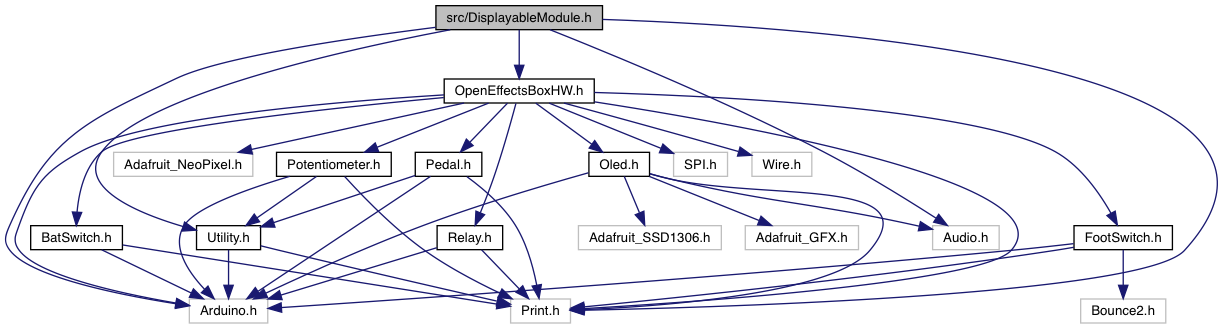 src/DisplayableModule.h
OpenEffectsBoxHW.h
Adafruit_NeoPixel.h
Potentiometer.h
Pedal.h
Oled.h
SPI.h
Wire.h
BatSwitch.h
Utility.h
Relay.h
Adafruit_SSD1306.h
Adafruit_GFX.h
Audio.h
FootSwitch.h
Arduino.h
Print.h
Bounce2.h